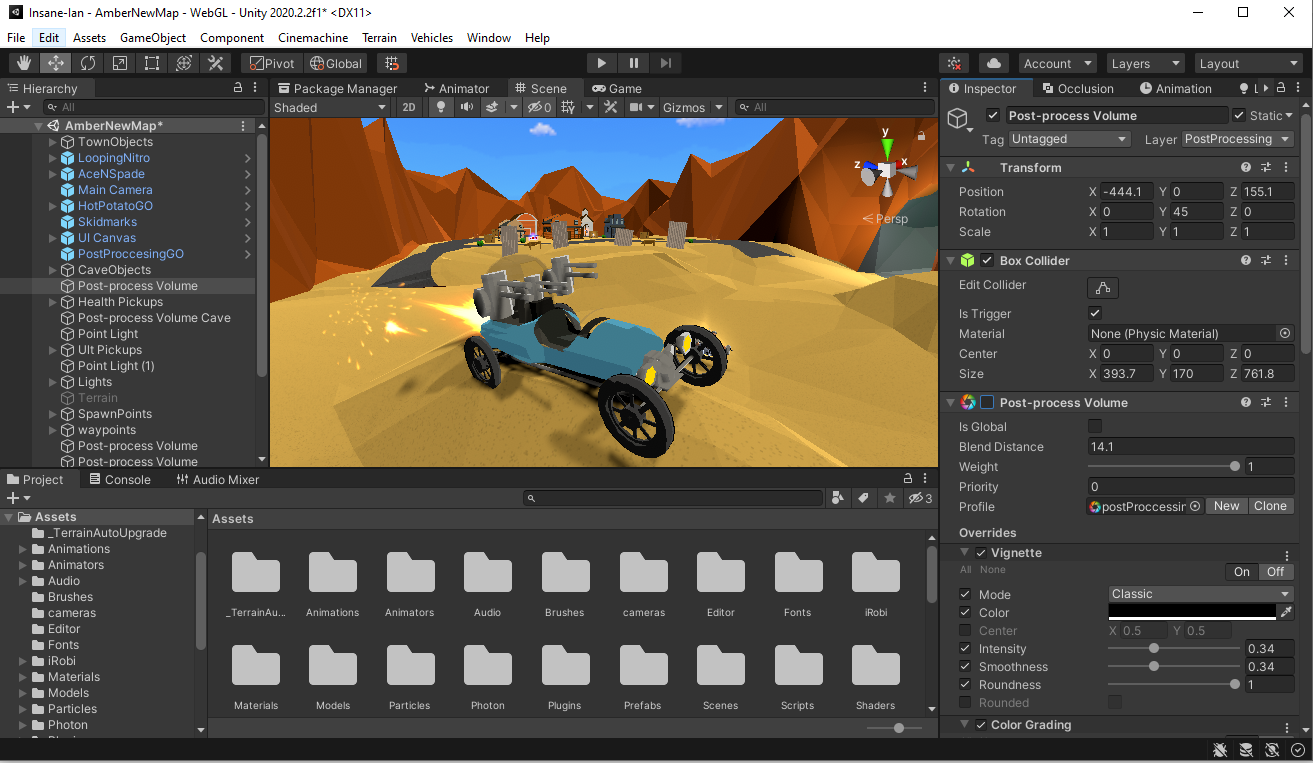 Insane-Ian - AmberNewMap - WebGL - Unity 2020.2.2f1* <DX11>
File Edit Assets GameObject Component Cinemachine Terrain Vehicles Window Help
Pivot Global Account Layers Layout
Hierarchy Package Manager Animator Scene Game Inspector Occlusion Animation L
All Shaded 2D 0 Gizmos All
AmberNewMap*
TownObjects
LoopingNitro
AceNSpade
Main Camera
HotPotatoGO
Skidmarks
UI Canvas
PostProccesingGO
CaveObjects
Post-process Volume
Health Pickups
Post-process Volume Cave
Point Light
Ult Pickups
Point Light (1)
Lights
Terrain
SpawnPoints
waypoints
Post-process Volume
Post-process Volume
y
z x
Persp
Post-process Volume Static
Tag Untagged Layer PostProcessing
Transform
Position X -444.1 Y 0 Z 155.1
Rotation X 0 Y 45 Z 0
Scale X 1 Y 1 Z 1
Box Collider
Edit Collider
Is Trigger
Material None (Physic Material)
Center X 0 Y 0 Z 0
Size X 393.7 Y 170 Z 761.8
Post-process Volume
Is Global
Blend Distance 14.1
Weight 1
Priority 0
Profile postProccessin New Clone
Overrides
Vignette
All None On Off
Mode Classic
Color
Center X 0.5 Y 0.5
Intensity 0.34
Smoothness 0.34
Roundness 1
Rounded
Color Grading
Project Console Audio Mixer
3
Assets
_TerrainAutoUpgrade
Animations
Animators
Audio
Brushes
cameras
Editor
Fonts
iRobi
Materials
Models
Particles
Photon
Assets
_TerrainAu... Animations Animators Audio Brushes cameras Editor Fonts iRobi
Materials Models Particles Photon Plugins Prefabs Scenes Scripts Shaders